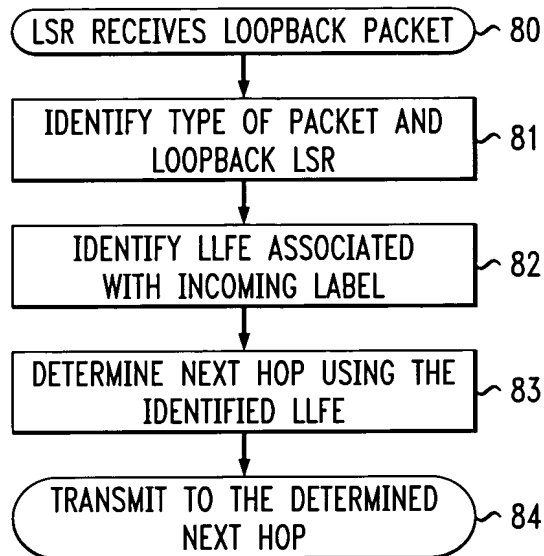 LSR RECEIVES LOOPBACK PACKET 80
IDENTIFY TYPE OF PACKET AND
LOOPBACK LSR
81
IDENTIFY LLFE ASSOCIATED
WITH INCOMING LABEL
82
DETERMINE NEXT HOP USING THE
IDENTIFIED LLFE
83
TRANSMIT TO THE DETERMINED
NEXT HOP
84